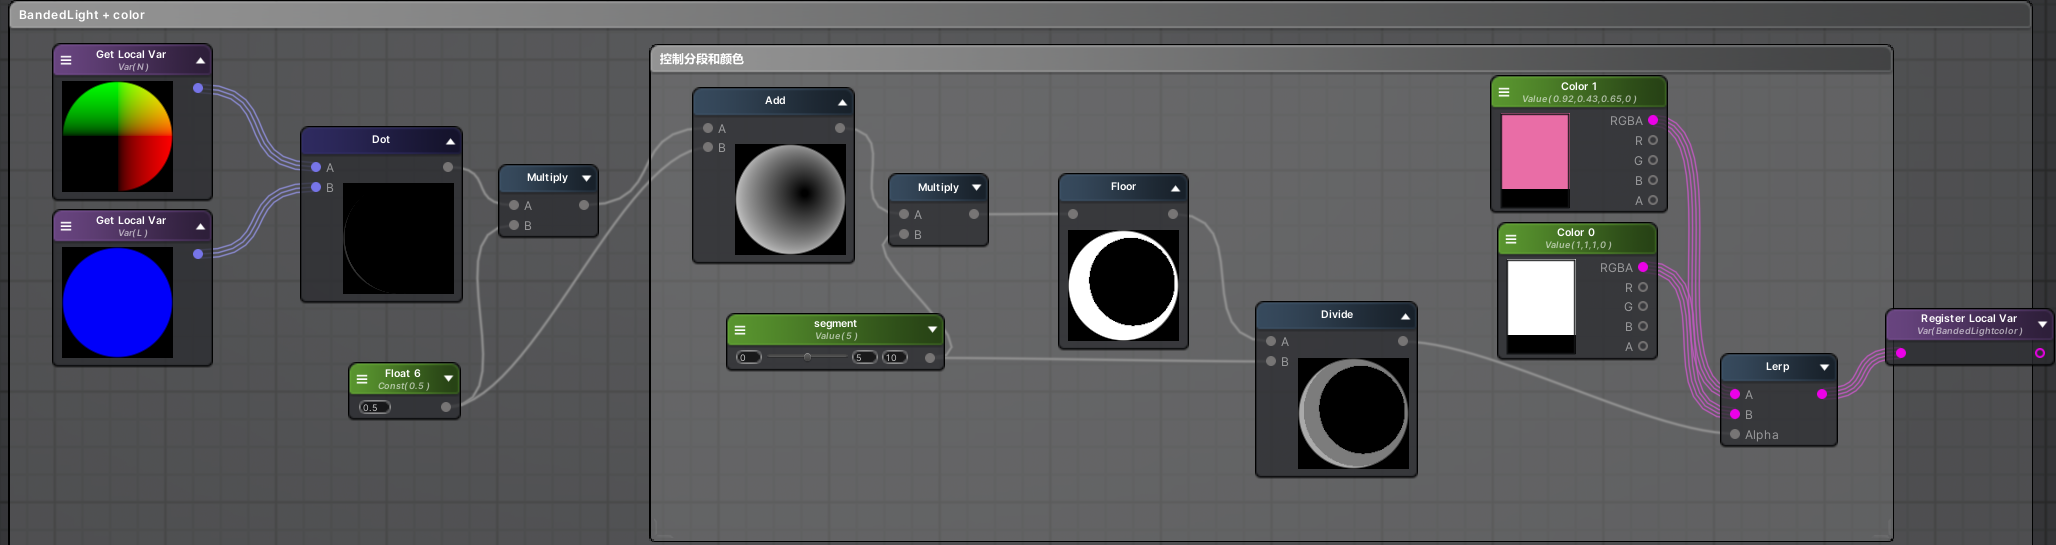 BandedLight + color
Get Local Var
Var( N )
Get Local Var
Var( L )
Dot
A
B
Multiply
A
B
Float 6
Const( 0.5 )
0.5
控制分段和颜色
Add
A
B
Multiply
A
B
segment
Value( 5 )
0
5
10
Floor
Divide
A
B
Color 1
Value( 0.92,0.43,0.65,0 )
RGBA
R
G
B
A
Color 0
Value( 1,1,1,0 )
RGBA
R
G
B
A
Lerp
A
B
Alpha
Register Local Var
Var( BandedLightcolor )